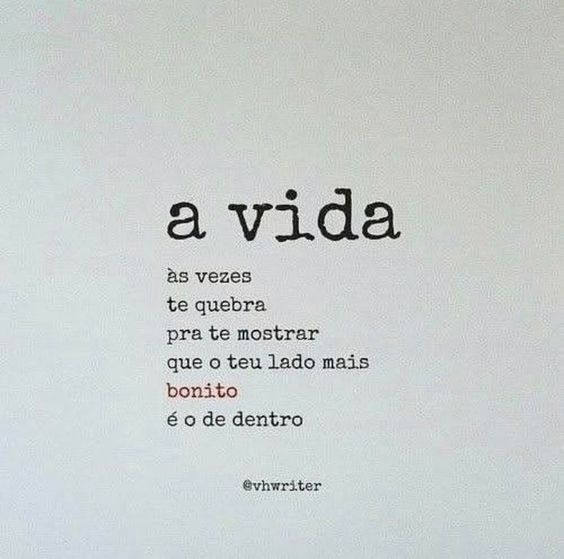 a vida
às vezes
te quebra
pra te mostrar
que o teu lado mais
bonito
é o de dentro
@vhwriter